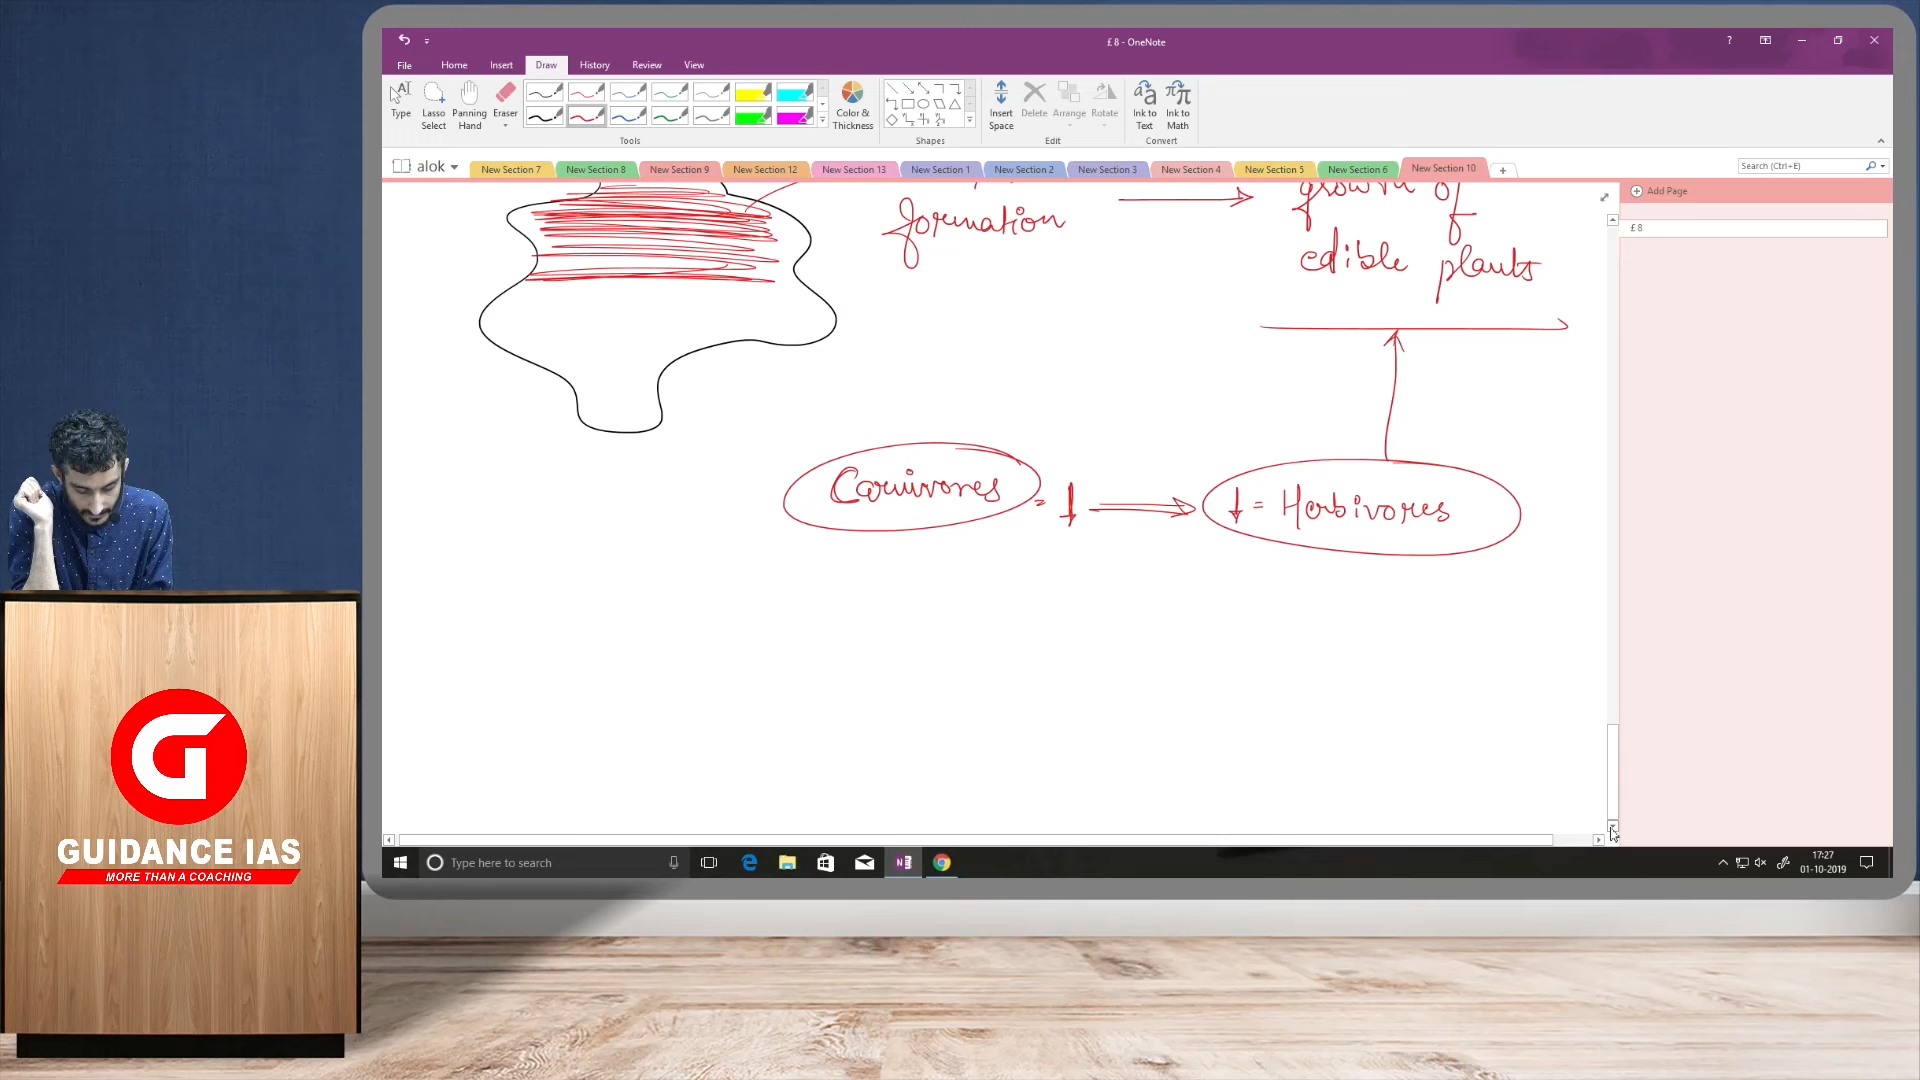 £ 8 - OneNote
?
File Home Insert Draw History Review View
Type
Lasso Select
Panning Hand
Eraser
Color & Thickness
Insert Space
Delete
Arrange
Rotate
Ink to Text
Ink to Math
Tools
Shapes
Edit
Convert
alok
New Section 7
New Section 8
New Section 9
New Section 12
New Section 13
New Section 1
New Section 2
New Section 3
New Section 4
New Section 5
New Section 6
New Section 10
Search (Ctrl+E)
Add Page
£ 8
formation
growth of
edible plants
Carnivores = ↓ ⇒ ↓ = Herbivores
G
GUIDANCE IAS
MORE THAN A COACHING
Type here to search
17:27
01-10-2019